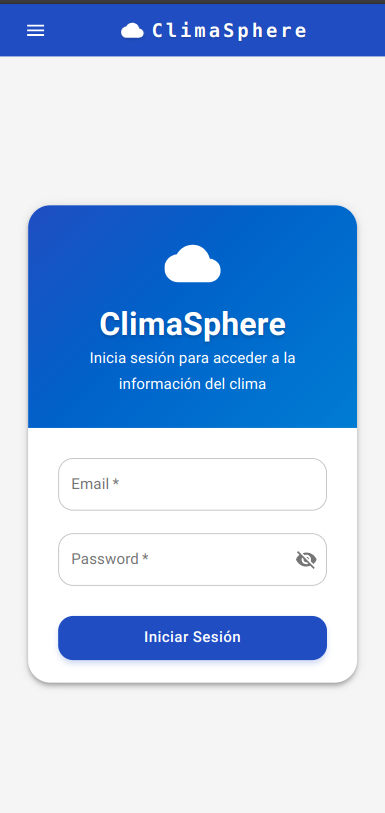 ClimaSphere
ClimaSphere
Inicia sesión para acceder a la
información del clima
Email *
Password *
Iniciar Sesión